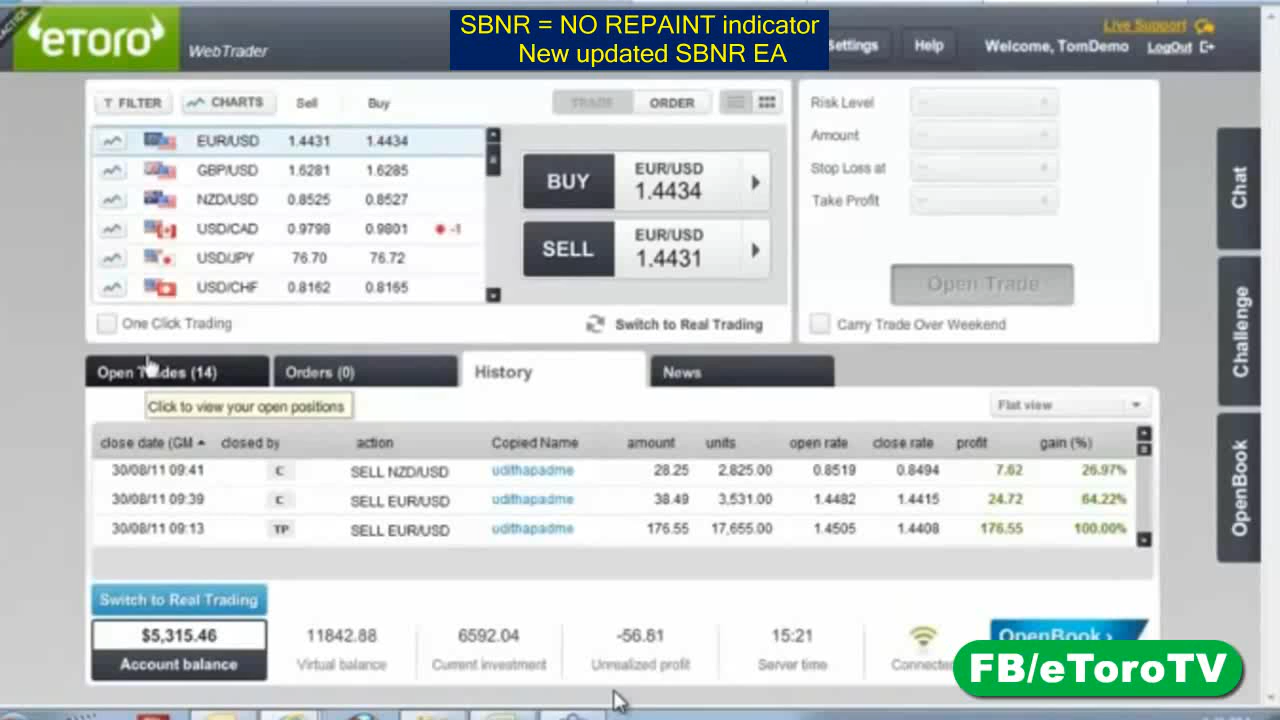 SBNR = NO REPAINT indicator
New updated SBNR EA
eToro WebTrader
Settings Help Welcome, TomDemo
Live Support
LogOut
FILTER CHARTS Sell Buy TRADE ORDER
EUR/USD 1.4431 1.4434
GBP/USD 1.6281 1.6285
NZD/USD 0.8525 0.8527
USD/CAD 0.9798 0.9801 -1
USD/JPY 76.70 76.72
USD/CHF 0.8162 0.8165
BUY EUR/USD 1.4434
SELL EUR/USD 1.4431
One Click Trading
Switch to Real Trading
Risk Level
Amount
Stop Loss at
Take Profit
Open Trade
Carry Trade Over Weekend
Chat
Challenge
OpenBook
Open Trades (14) Orders (0) History News
Click to view your open positions
Flat view
close date (GM closed by action Copied Name amount units open rate close rate profit gain (%)
30/08/11 09:41 C SELL NZD/USD udithapadme 28.25 2,825.00 0.8519 0.8494 7.62 26.97%
30/08/11 09:39 C SELL EUR/USD udithapadme 38.49 3,531.00 1.4482 1.4415 24.72 64.22%
30/08/11 09:13 TP SELL EUR/USD udithapadme 176.55 17,655.00 1.4505 1.4408 176.55 100.00%
Switch to Real Trading
$5,315.46 11842.88 6592.04 -56.81 15:21 OpenBook
Account balance Virtual balance Current investment Unrealized profit Server time Connecte
FB/eToroTV